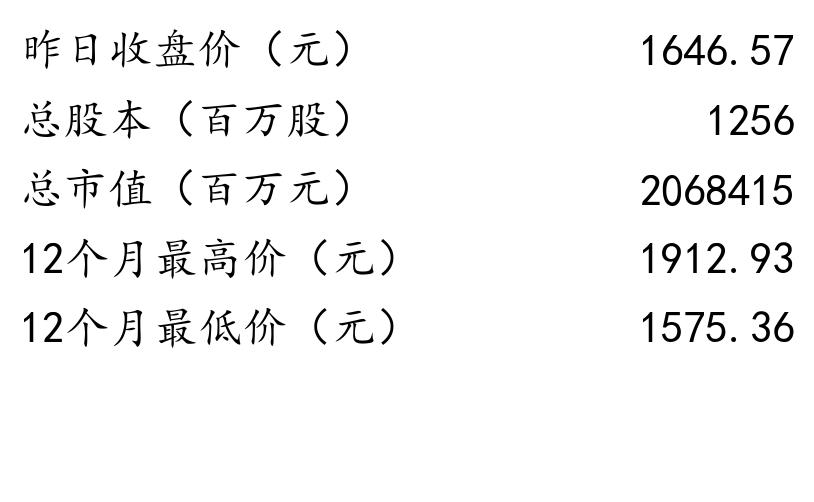 昨日收盘价（元） 1646.57
总股本（百万股） 1256
总市值（百万元） 2068415
12个月最高价（元） 1912.93
12个月最低价（元） 1575.36